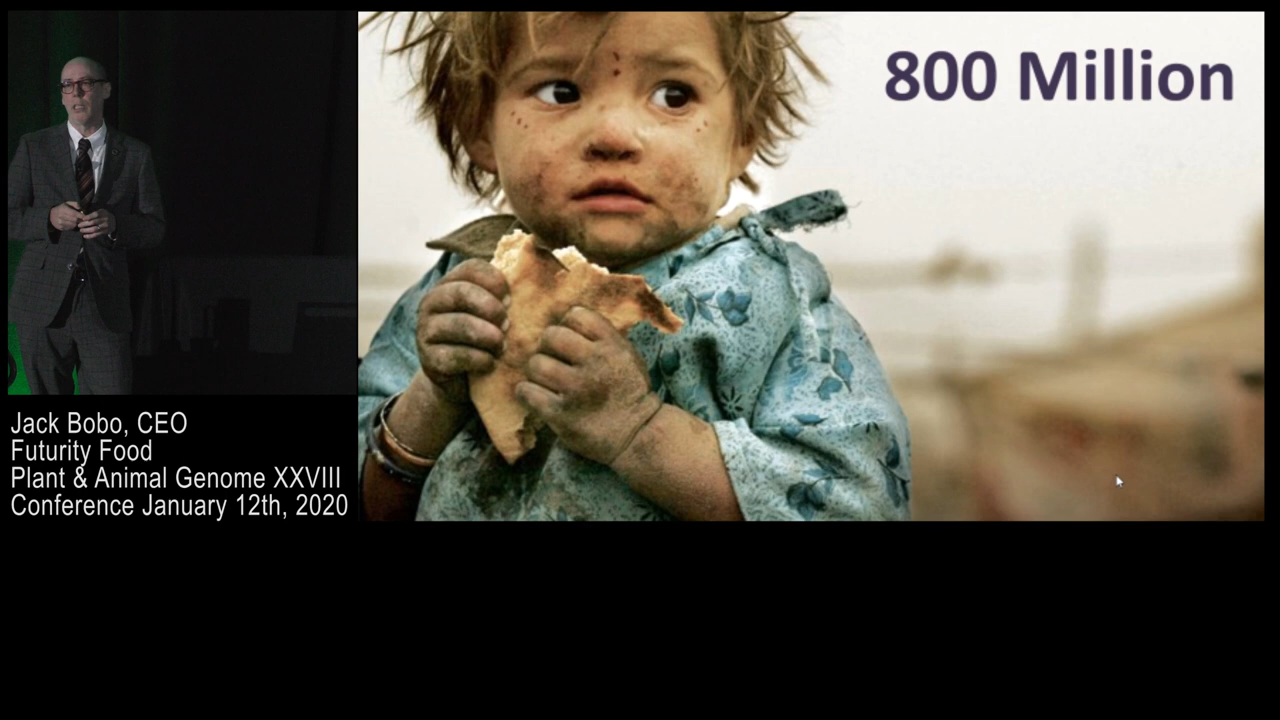 800 Million
Jack Bobo, CEO
Futurity Food
Plant & Animal Genome XXVIII
Conference January 12th, 2020